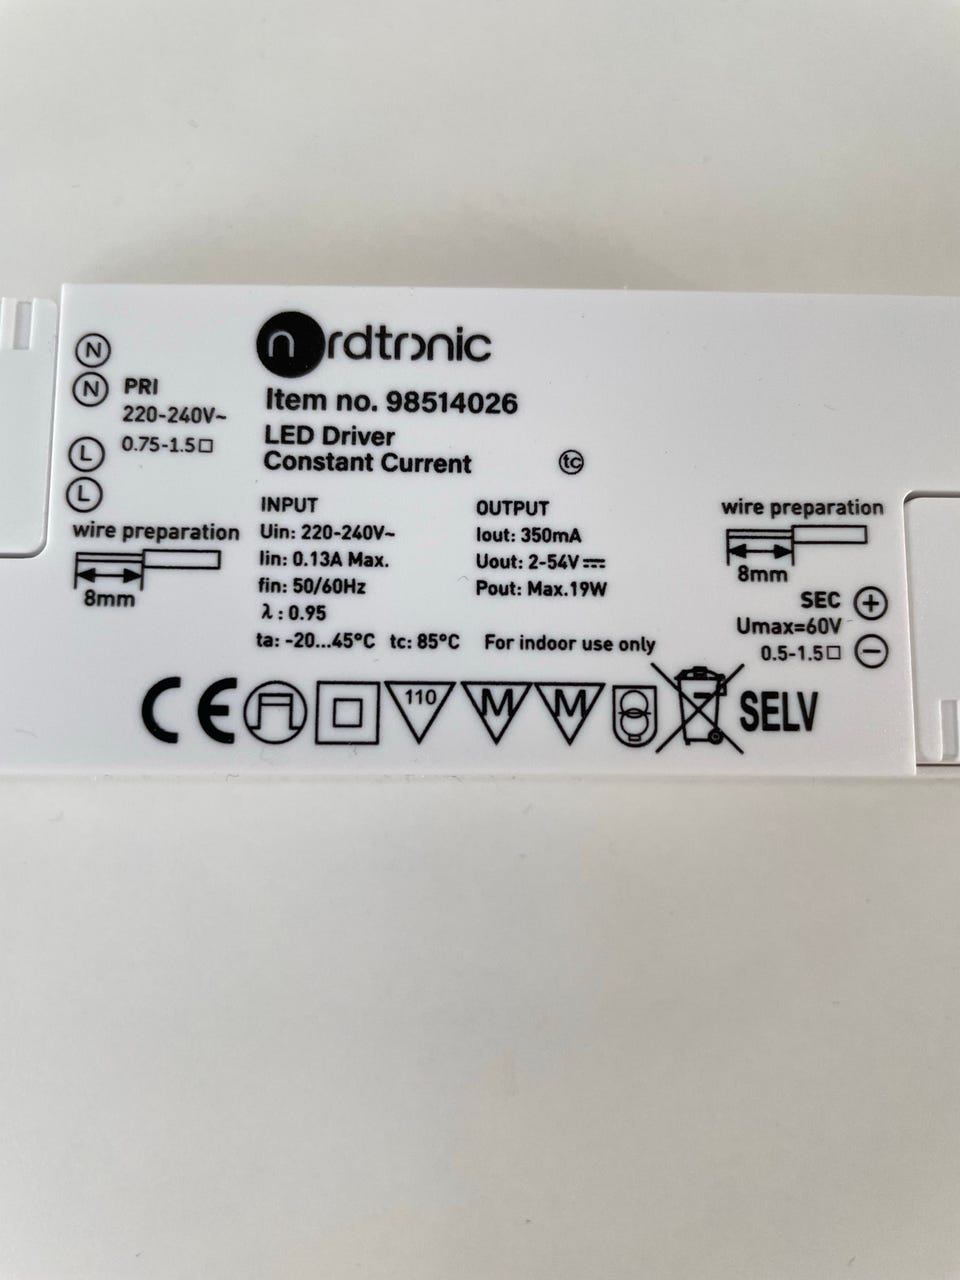 nordtronic
Item no. 98514026
LED Driver
Constant Current
tc
N
N
PRI
220-240V~
0.75-1.5□
L
L
wire preparation
8mm
INPUT
Uin: 220-240V~
Iin: 0.13A Max.
fin: 50/60Hz
λ: 0.95
ta: -20...45°C tc: 85°C
OUTPUT
Iout: 350mA
Uout: 2-54V⎓
Pout: Max.19W
For indoor use only
wire preparation
8mm
SEC +
Umax=60V
0.5-1.5□ −
CE 110 M M SELV